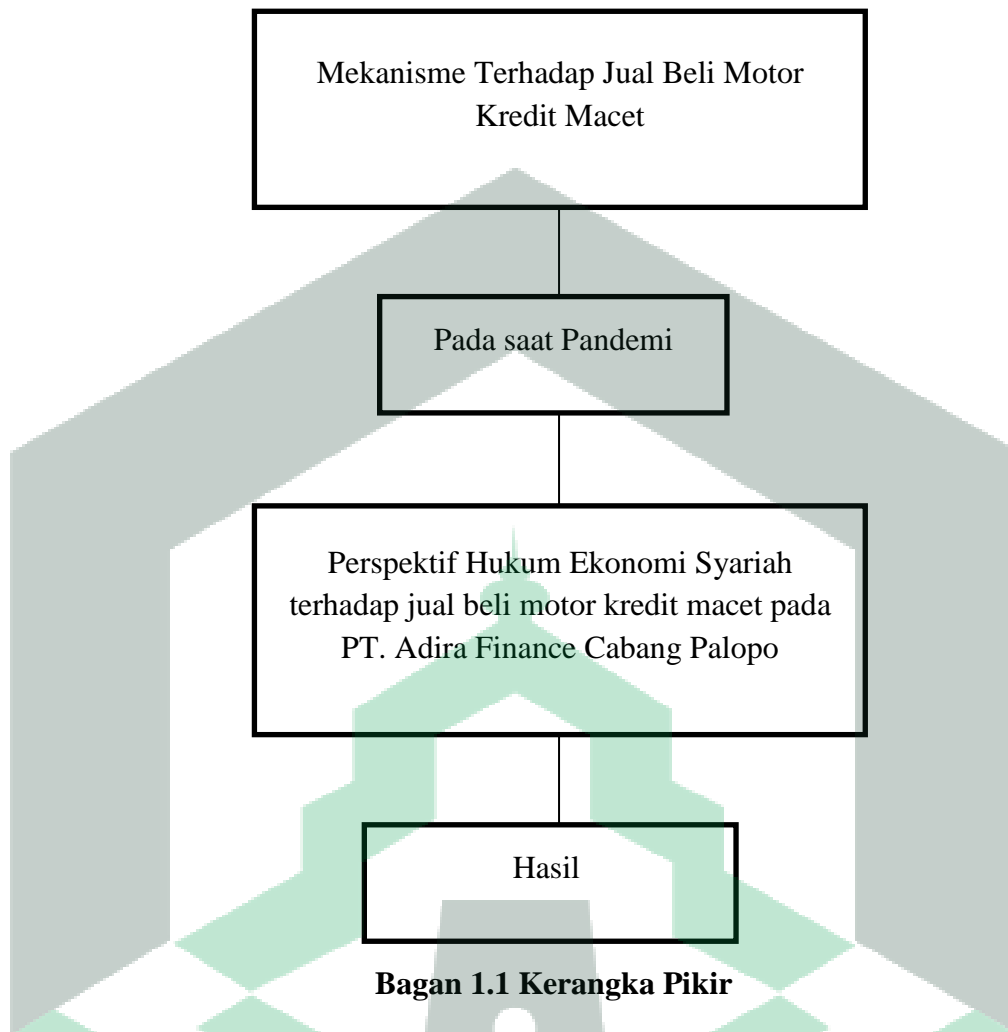 Mekanisme Terhadap Jual Beli Motor
Kredit Macet
Pada saat Pandemi
Perspektif Hukum Ekonomi Syariah
terhadap jual beli motor kredit macet pada
PT. Adira Finance Cabang Palopo
Hasil
Bagan 1.1 Kerangka Pikir